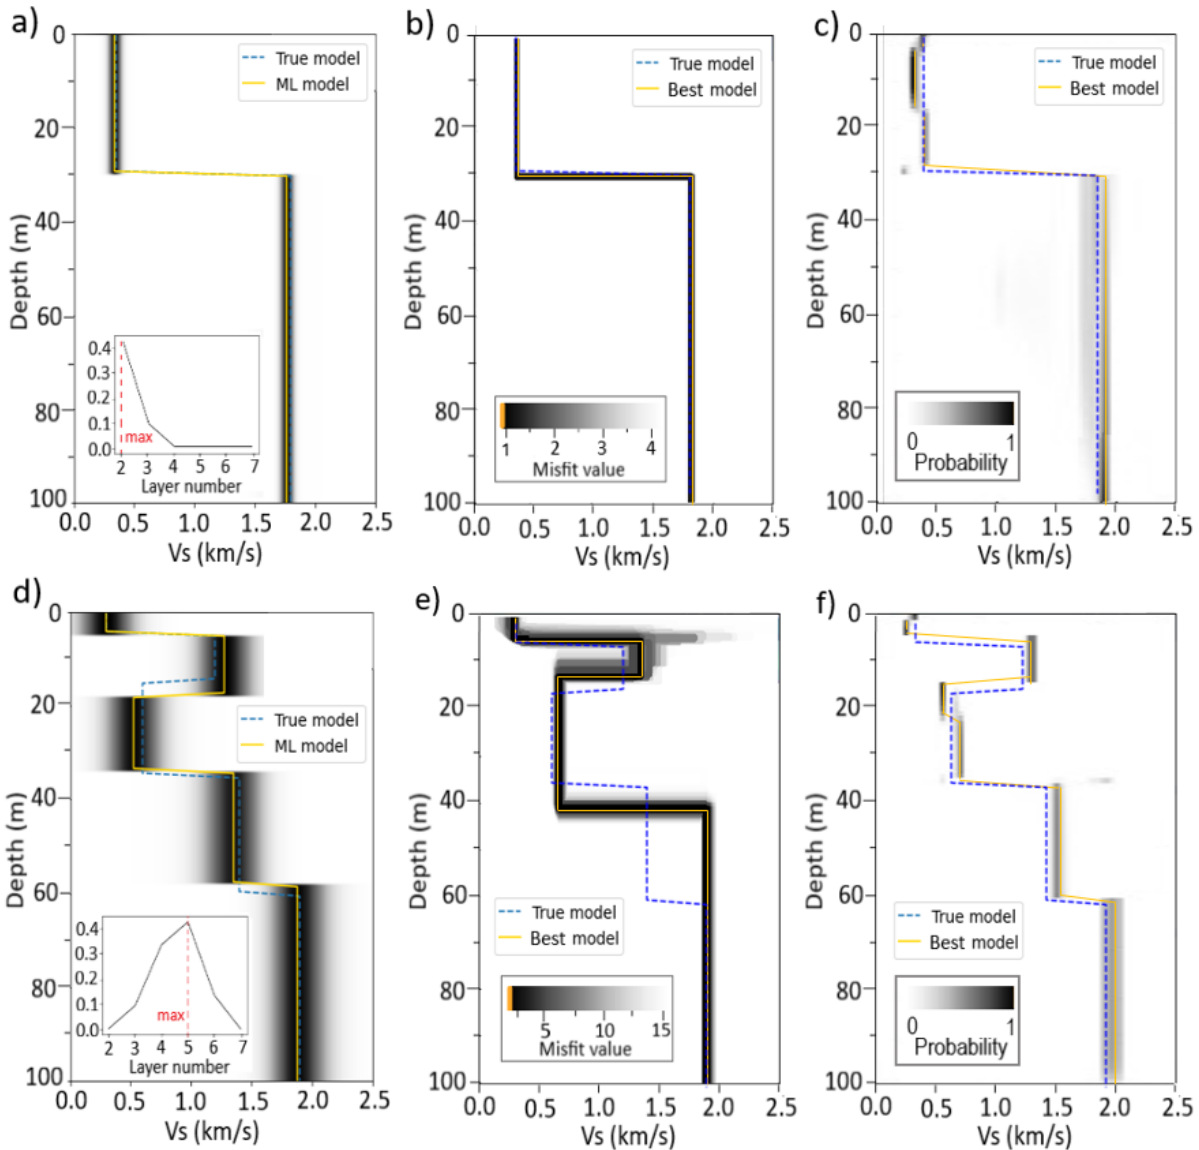 a)
0
20
40
60
80
100
Depth (m)
True model
ML model
0.4
0.3
0.2
0.1
0.0
max
2 3 4 5 6 7
Layer number
0.0 0.5 1.0 1.5 2.0 2.5
Vs (km/s)
b)
0
20
40
60
80
100
Depth (m)
True model
Best model
1 2 3 4
Misfit value
0.0 0.5 1.0 1.5 2.0 2.5
Vs (km/s)
c)
0
20
40
60
80
100
Depth (m)
True model
Best model
0 1
Probability
0.0 0.5 1.0 1.5 2.0 2.5
Vs (km/s)
d)
0
20
40
60
80
100
Depth (m)
True model
ML model
0.4
0.3
0.2
0.1
0.0
max
2 3 4 5 6 7
Layer number
0.0 0.5 1.0 1.5 2.0 2.5
Vs (km/s)
e)
0
20
40
60
80
100
Depth (m)
True model
Best model
5 10 15
Misfit value
0.0 0.5 1.0 1.5 2.0 2.5
Vs (km/s)
f)
0
20
40
60
80
100
Depth (m)
True model
Best model
0 1
Probability
0.0 0.5 1.0 1.5 2.0 2.5
Vs (km/s)